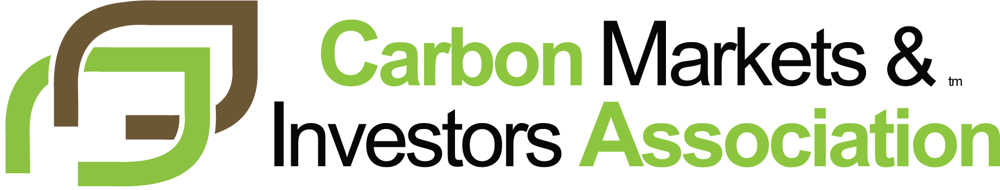 Carbon Markets & tm
Investors Association